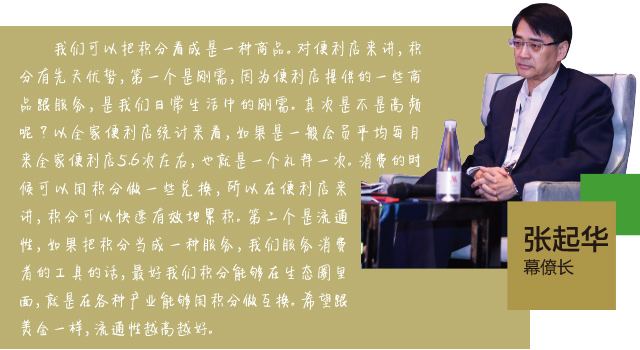 我们可以把积分看成是一种商品。对便利店来讲,积
分有先天优势,第一个是刚需,因为便利店提供的一些商
品跟服务,是我们日常生活中的刚需。其次是不是高频
呢?以全家便利店统计来看,如果是一般会员平均每月
来全家便利店5.6次左右,也就是一个礼拜一次。消费的时
候可以用积分做一些兑换,所以在便利店来
讲,积分可以快速有效地累积。第二个是流通
性,如果把积分当成一种服务,我们服务消费
者的工具的话,最好我们积分能够在生态圈里
面,就是在各种产业能够用积分做互换。希望跟
美金一样,流通性越高越好。
张起华
幕僚长